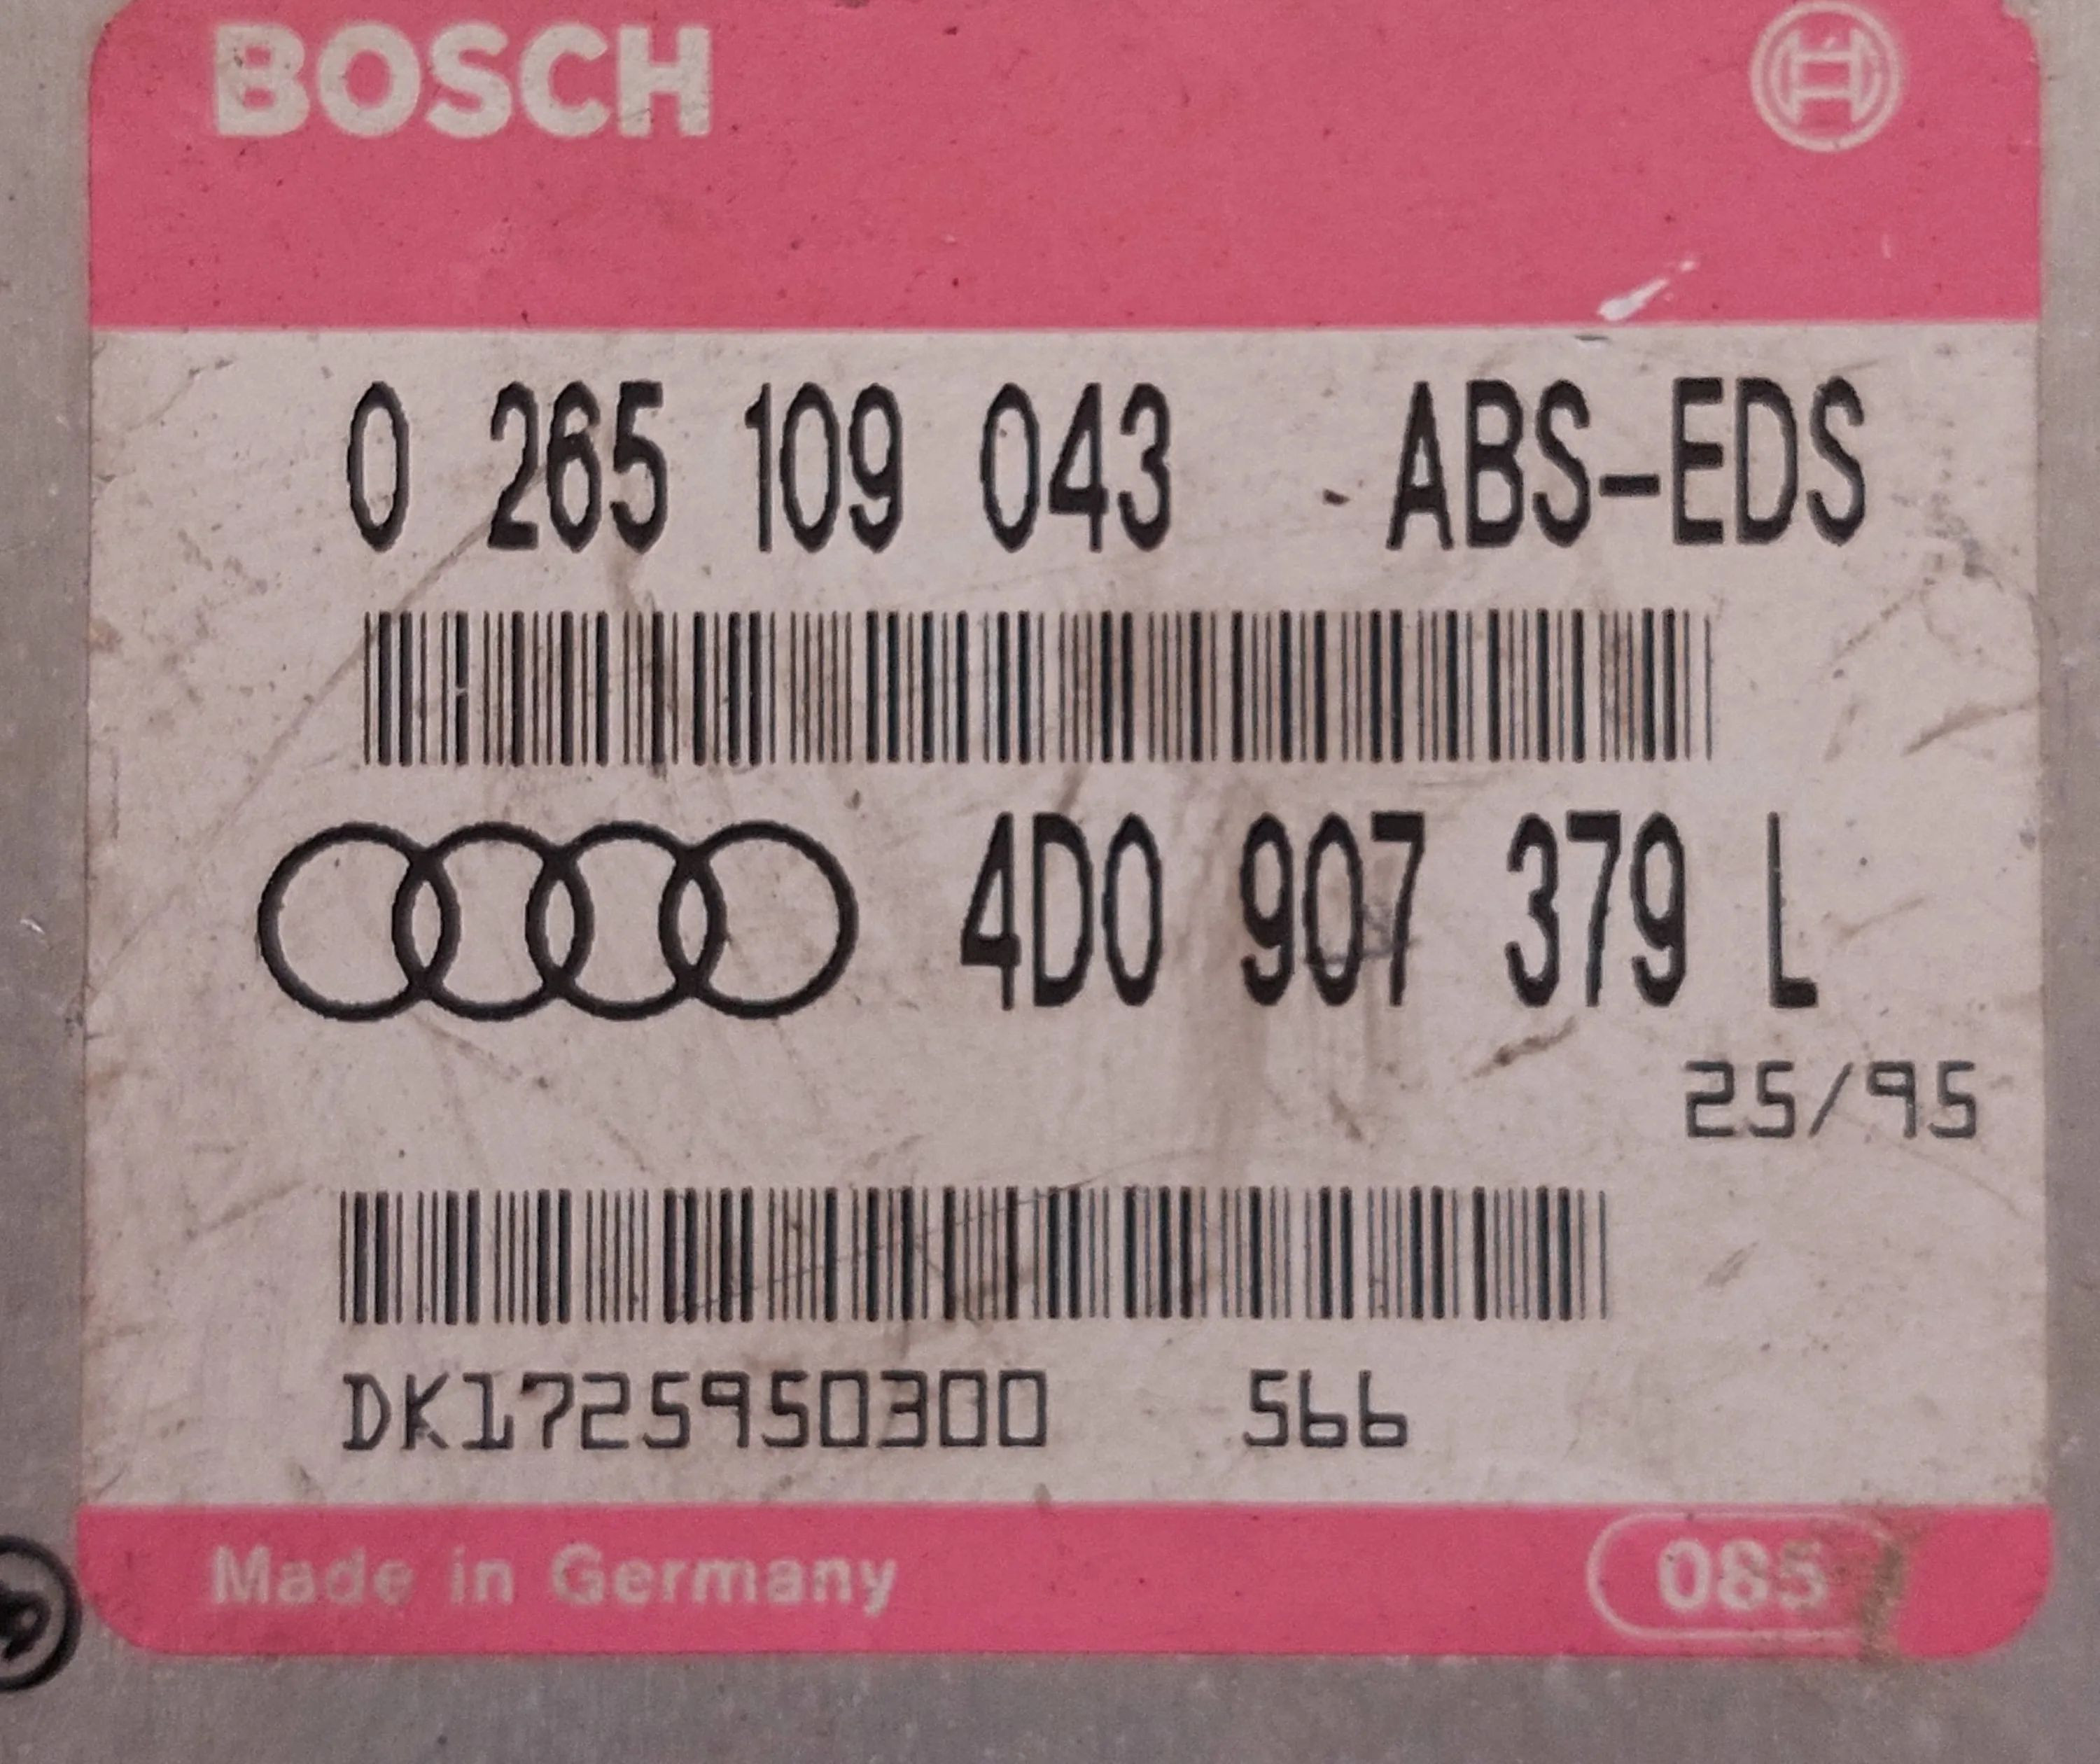 BOSCH
0 265 109 043 ABS-EDS
4D0 907 379 L
25/95
DK1725950300 566
Made in Germany 085